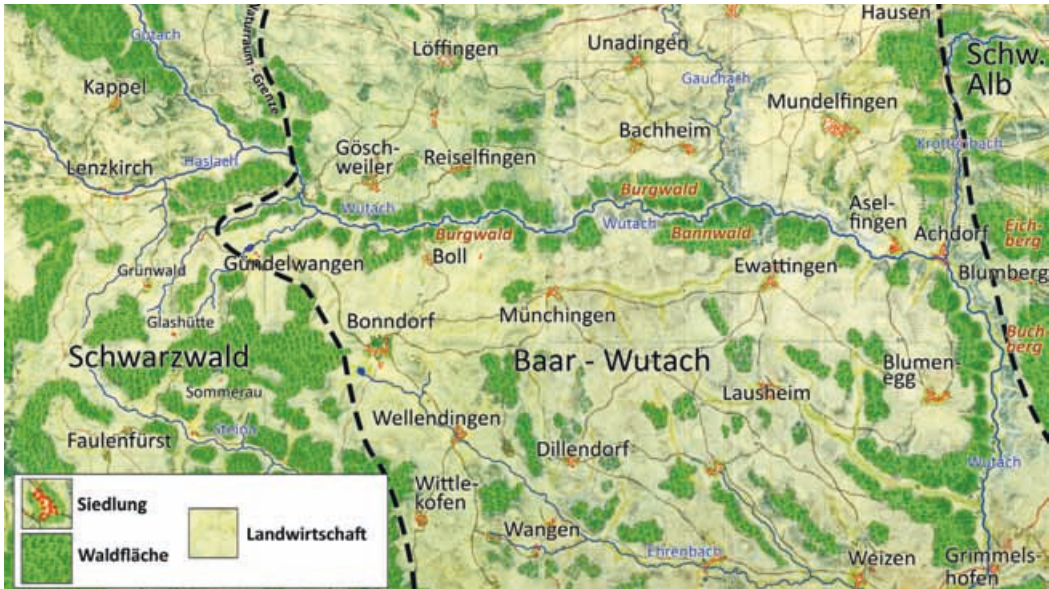 Gutach
Naturraum - Grenze
Löffingen
Unadingen
Hausen
Schw.
Alb
Kappel
Gauchach
Mundelfingen
Gösch-
weiler
Reiselfingen
Bachheim
Krottenbach
Lenzkirch
Haslach
Wutach
Burgwald
Burgwald
Wutach
Bannwald
Asel-
fingen
Achdorf
Eich-
berg
Grünwald
Gündelwangen
Boll
Ewattingen
Blumberg
Glashütte
Bonndorf
Münchingen
Buch
berg
Schwarzwald
Baar - Wutach
Blumen-
egg
Sommerau
Lausheim
Wellendingen
Faulenfürst
Steina
Dillendorf
Wutach
Wittle-
kofen
Wangen
Ehrenbach
Weizen
Grimmels-
hofen
Siedlung
Waldfläche
Landwirtschaft